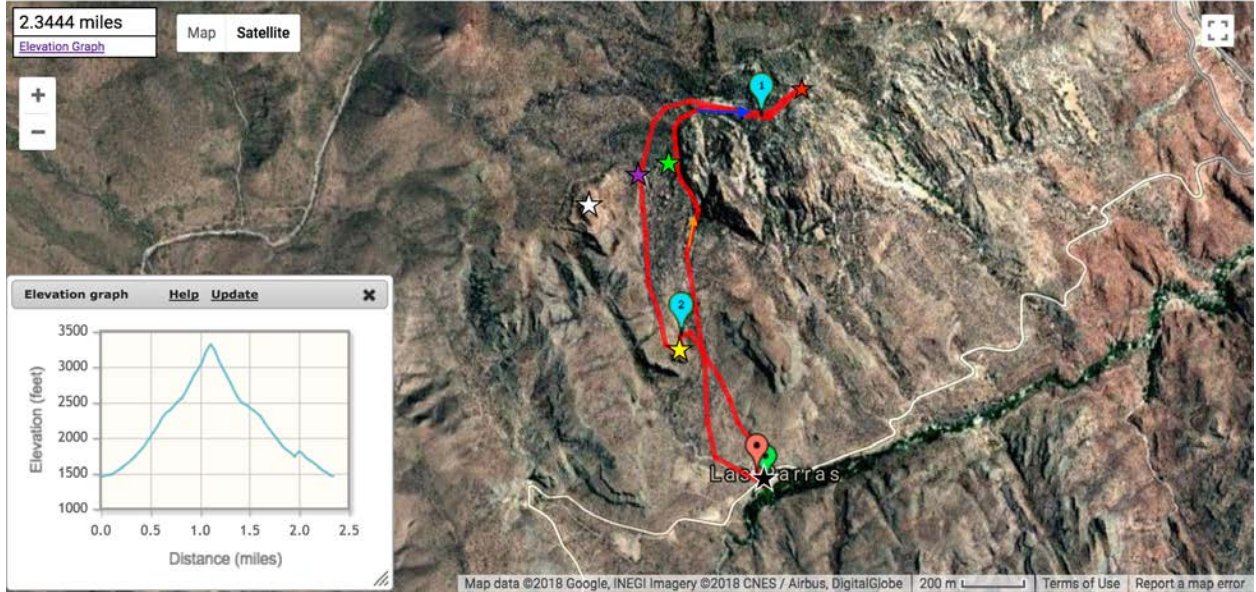 2.3444 miles
Elevation Graph
Map Satellite
+
−
1
2
Las Parras
Elevation graph Help Update ✖
3500
3000
2500
2000
1500
1000
0.0 0.5 1.0 1.5 2.0 2.5
Elevation (feet)
Distance (miles)
Map data ©2018 Google, INEGI Imagery ©2018 CNES / Airbus, DigitalGlobe 200 m Terms of Use Report a map error